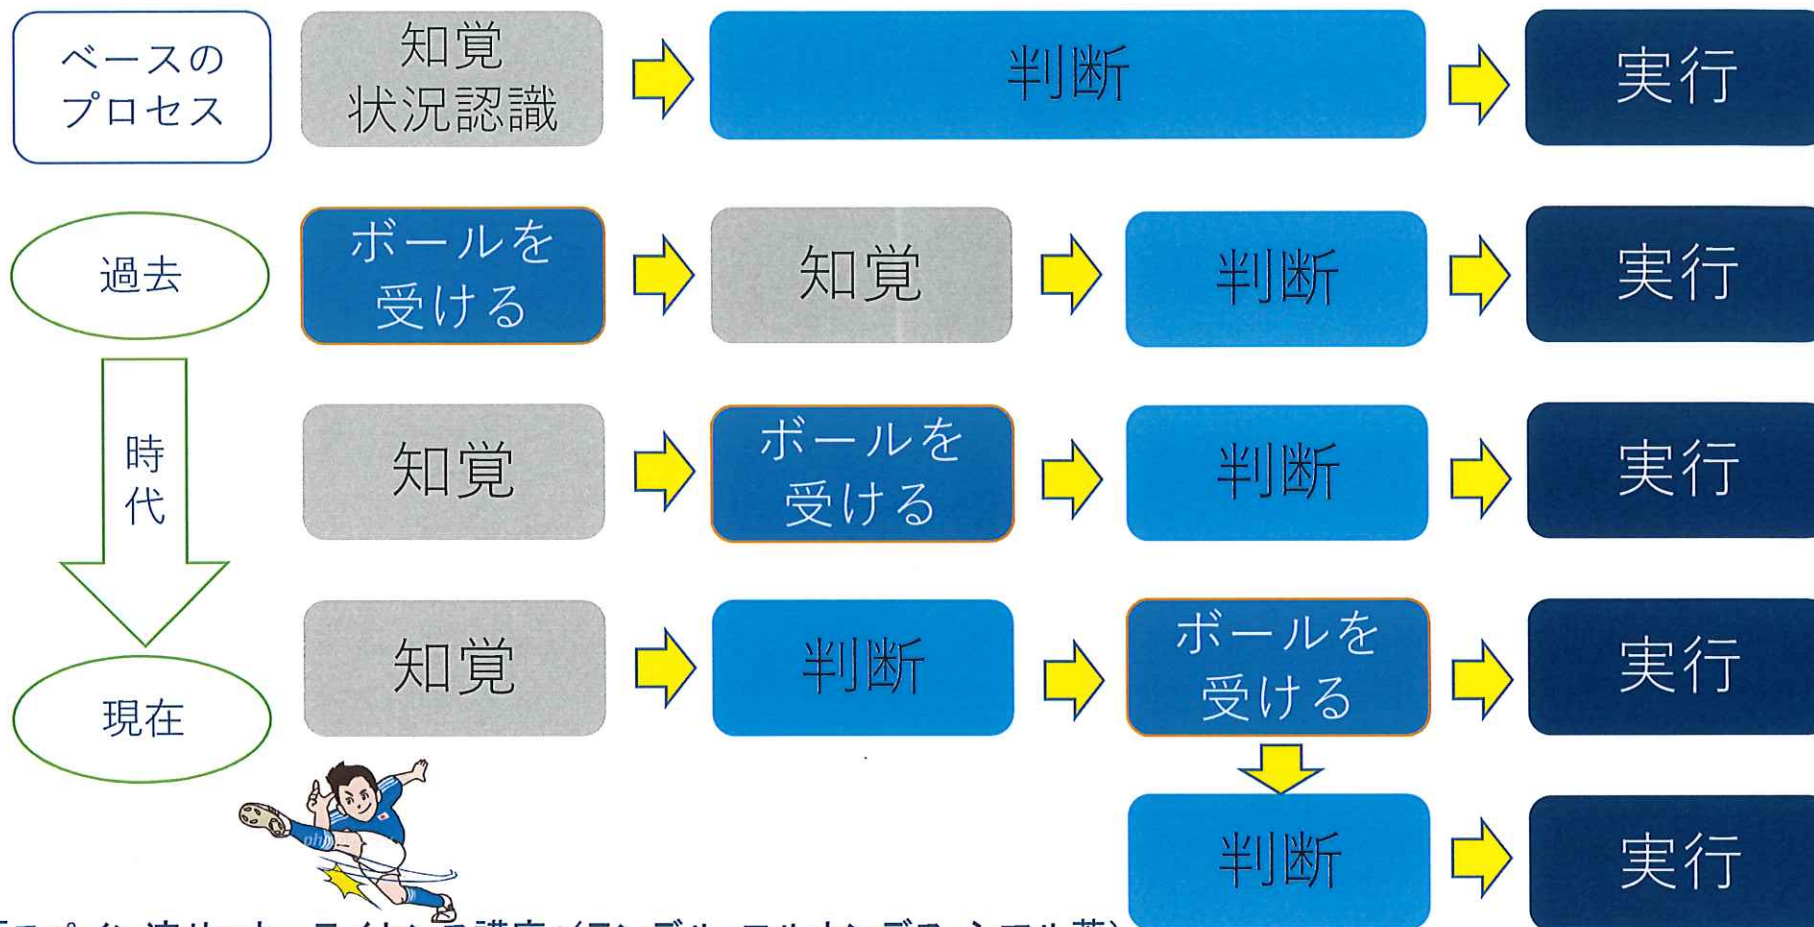 ベースの
プロセス
知覚
状況認識
判断
実行
過去
ボールを
受ける
知覚
判断
実行
時
代
知覚
ボールを
受ける
判断
実行
現在
知覚
判断
ボールを
受ける
実行
判断
実行